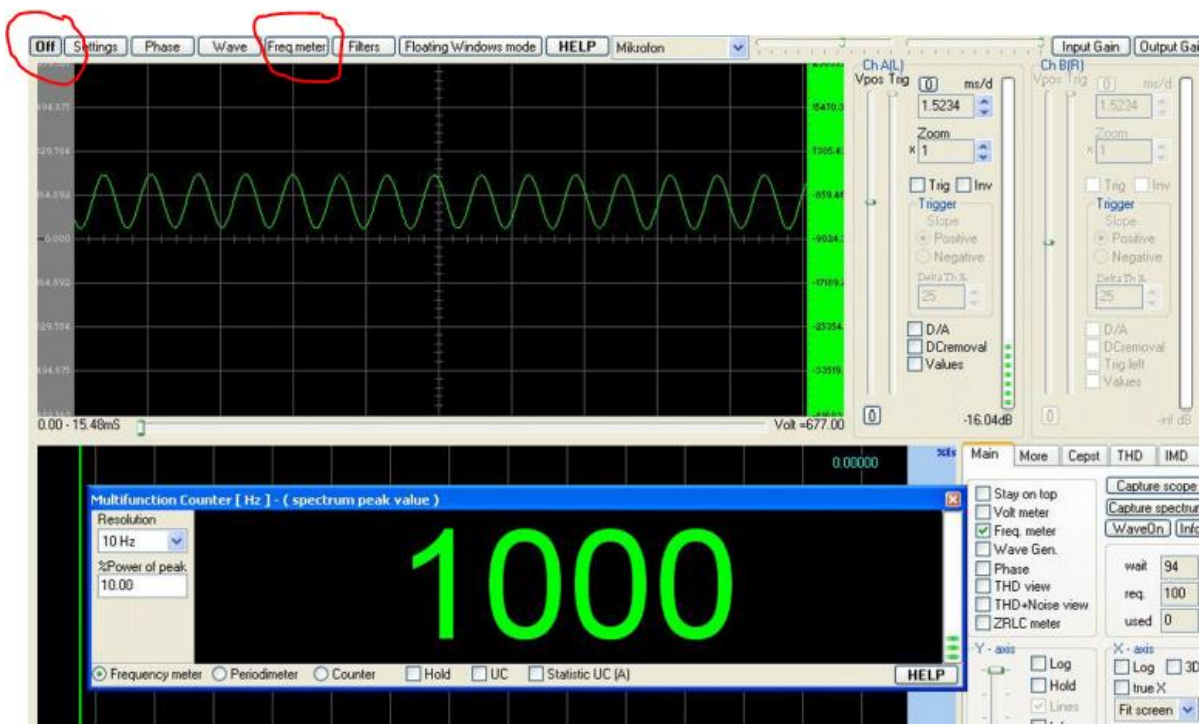 Off Settings Phase Wave Freq.meter Filters Floating Windows mode HELP Mikrofon Input Gain Output Gai
Ch A(L) Ch B(R)
Vpos Trig 0 ms/d Vpos Trig 0 ms/d
1.5234 1.5234
Zoom Zoom
× 1 × 1
Trig Inv Trig Inv
Trigger Trigger
Slope Slope
Positive Positive
Negative Negative
Delta Th % Delta Th %
25 25
D/A D/A
DCremoval DCremoval
Values Trig left
Values
0 -16.04dB 0 -inf dB
0.00 - 15.48mS Volt =677.00
0.00000 %fs
Main More Cepst THD IMD
Multifunction Counter [ Hz ] - ( spectrum peak value )
Resolution
10 Hz
%Power of peak
10.00
1000
Frequency meter Periodimeter Counter Hold UC Statistic UC (A) HELP
Stay on top
Volt meter
Freq. meter
Wave Gen.
Phase
THD view
THD+Noise view
ZRLC meter
Capture scope
Capture spectrum
WaveOn Info
wait 94
req. 100
used 0
Y - axis
Log
Hold
Lines
X - axis
Log 3D
true X
Fit screen